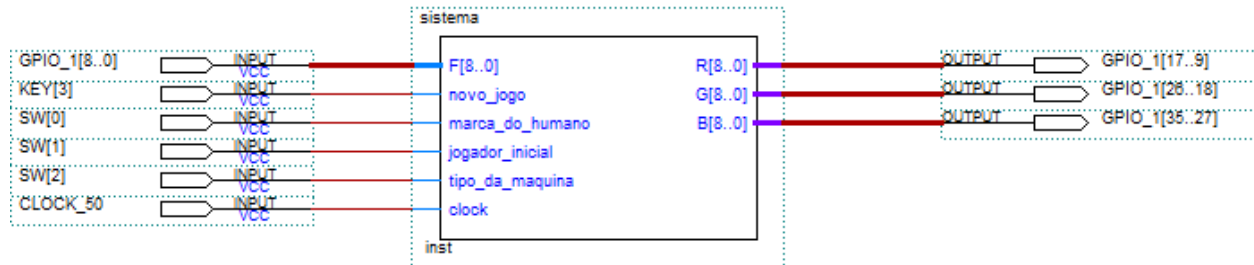 sistema
GPIO_1[8..0] INPUT VCC F[8..0] R[8..0] OUTPUT GPIO_1[17..9]
KEY[3] INPUT VCC novo_jogo G[8..0] OUTPUT GPIO_1[26..18]
SW[0] INPUT VCC marca_do_humano B[8..0] OUTPUT GPIO_1[35..27]
SW[1] INPUT VCC jogador_inicial
SW[2] INPUT VCC tipo_da_maquina
CLOCK_50 INPUT VCC clock
inst